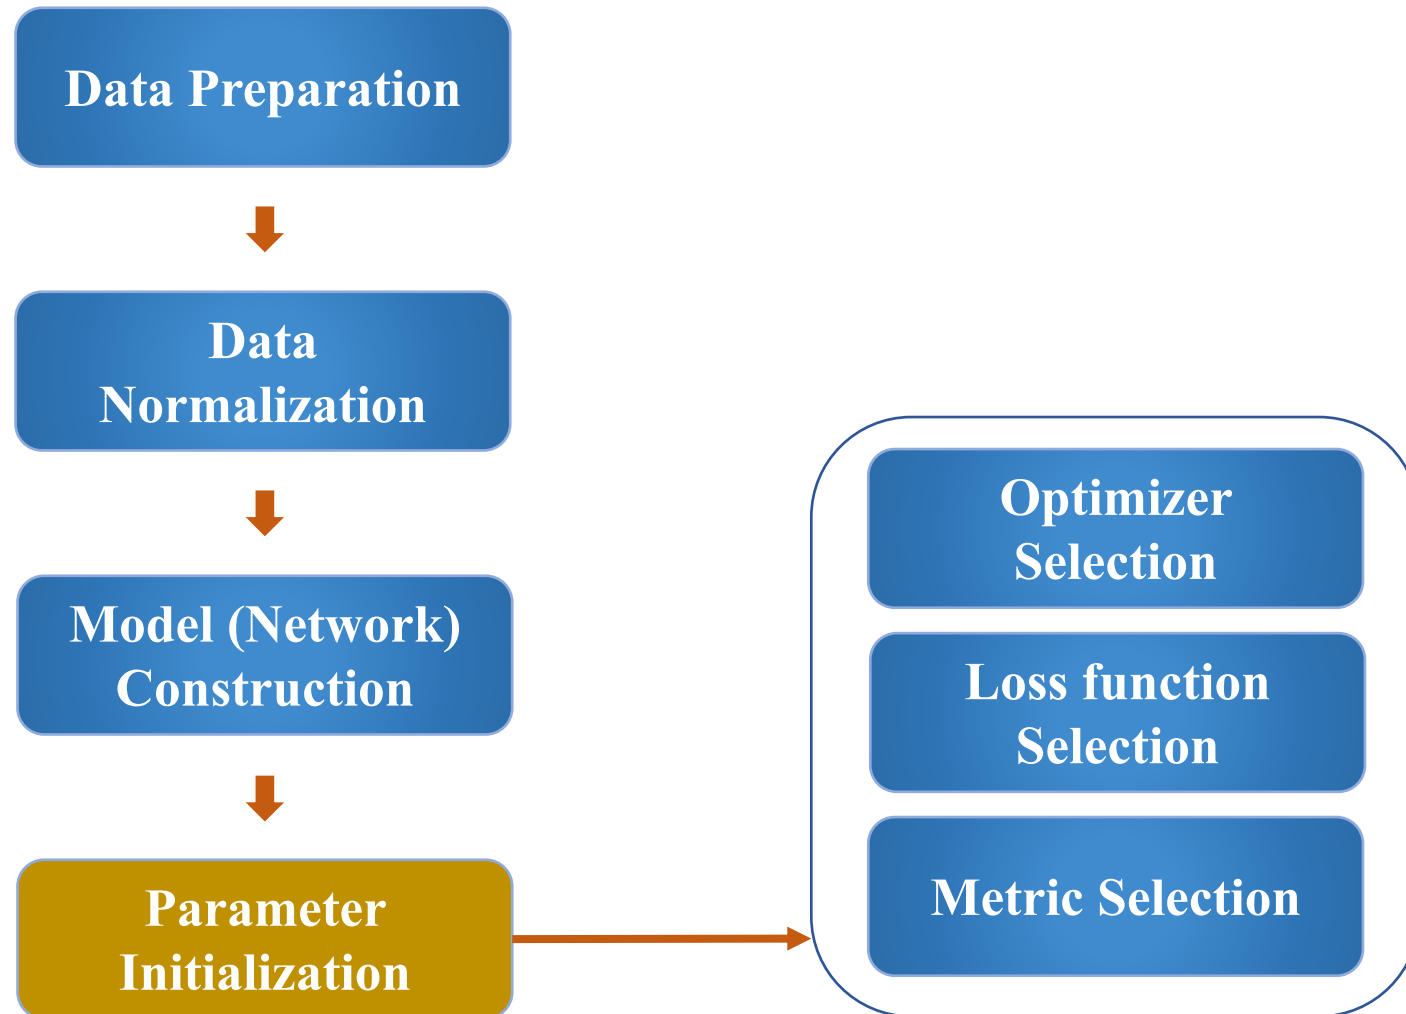 Data Preparation
Data
Normalization
Model (Network)
Construction
Parameter
Initialization
Optimizer
Selection
Loss function
Selection
Metric Selection